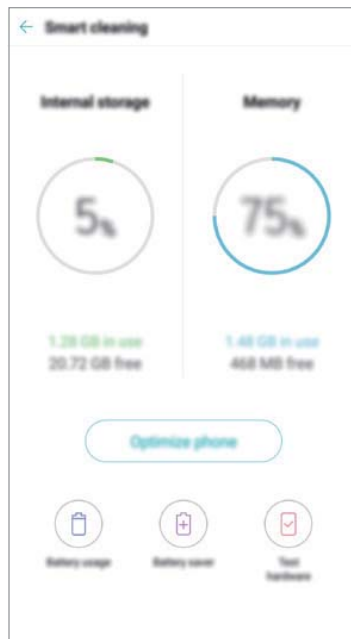 Smart cleaning
Internal storage
Memory
5%
75%
1.28 GB in use
1.48 GB in use
20.72 GB free
468 MB free
Optimize phone
Battery usage
Battery saver
Test
hardware